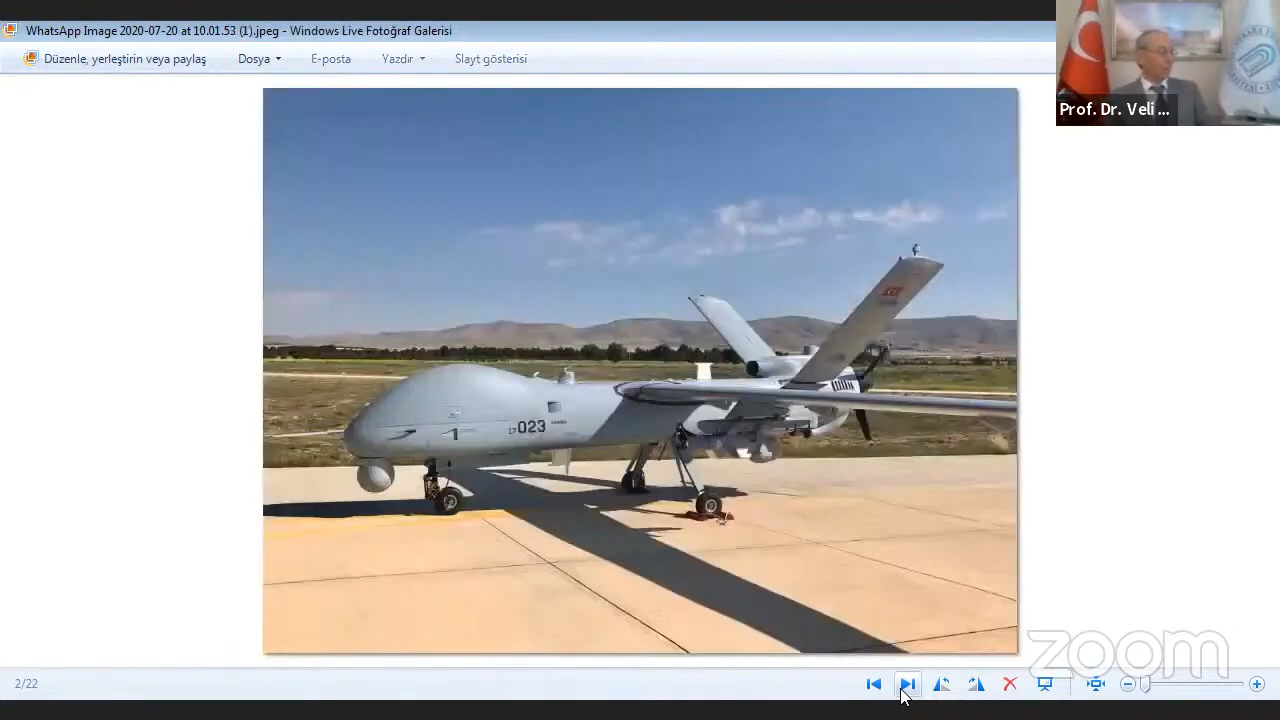 WhatsApp Image 2020-07-20 at 10.01.53 (1).jpeg - Windows Live Fotoğraf Galerisi
Düzenle, yerleştirin veya paylaş Dosya E-posta Yazdır Slayt gösterisi
Prof. Dr. Veli ...
17 023
zoom
2/22